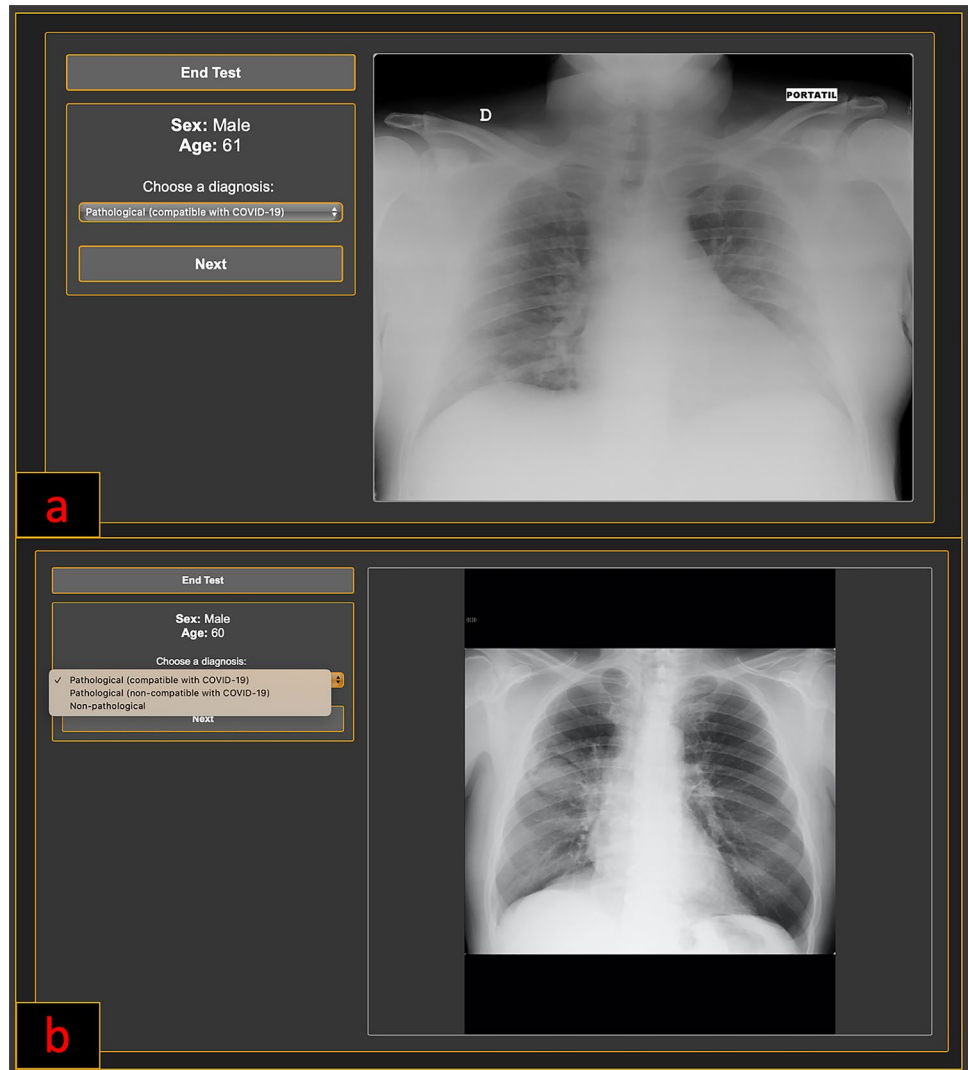 End Test
Sex: Male
Age: 61
Choose a diagnosis:
Pathological (compatible with COVID-19)
Next
D
PORTATIL
a
End Test
Sex: Male
Age: 60
Choose a diagnosis:
✓ Pathological (compatible with COVID-19)
Pathological (non-compatible with COVID-19)
Non-pathological
Next
b